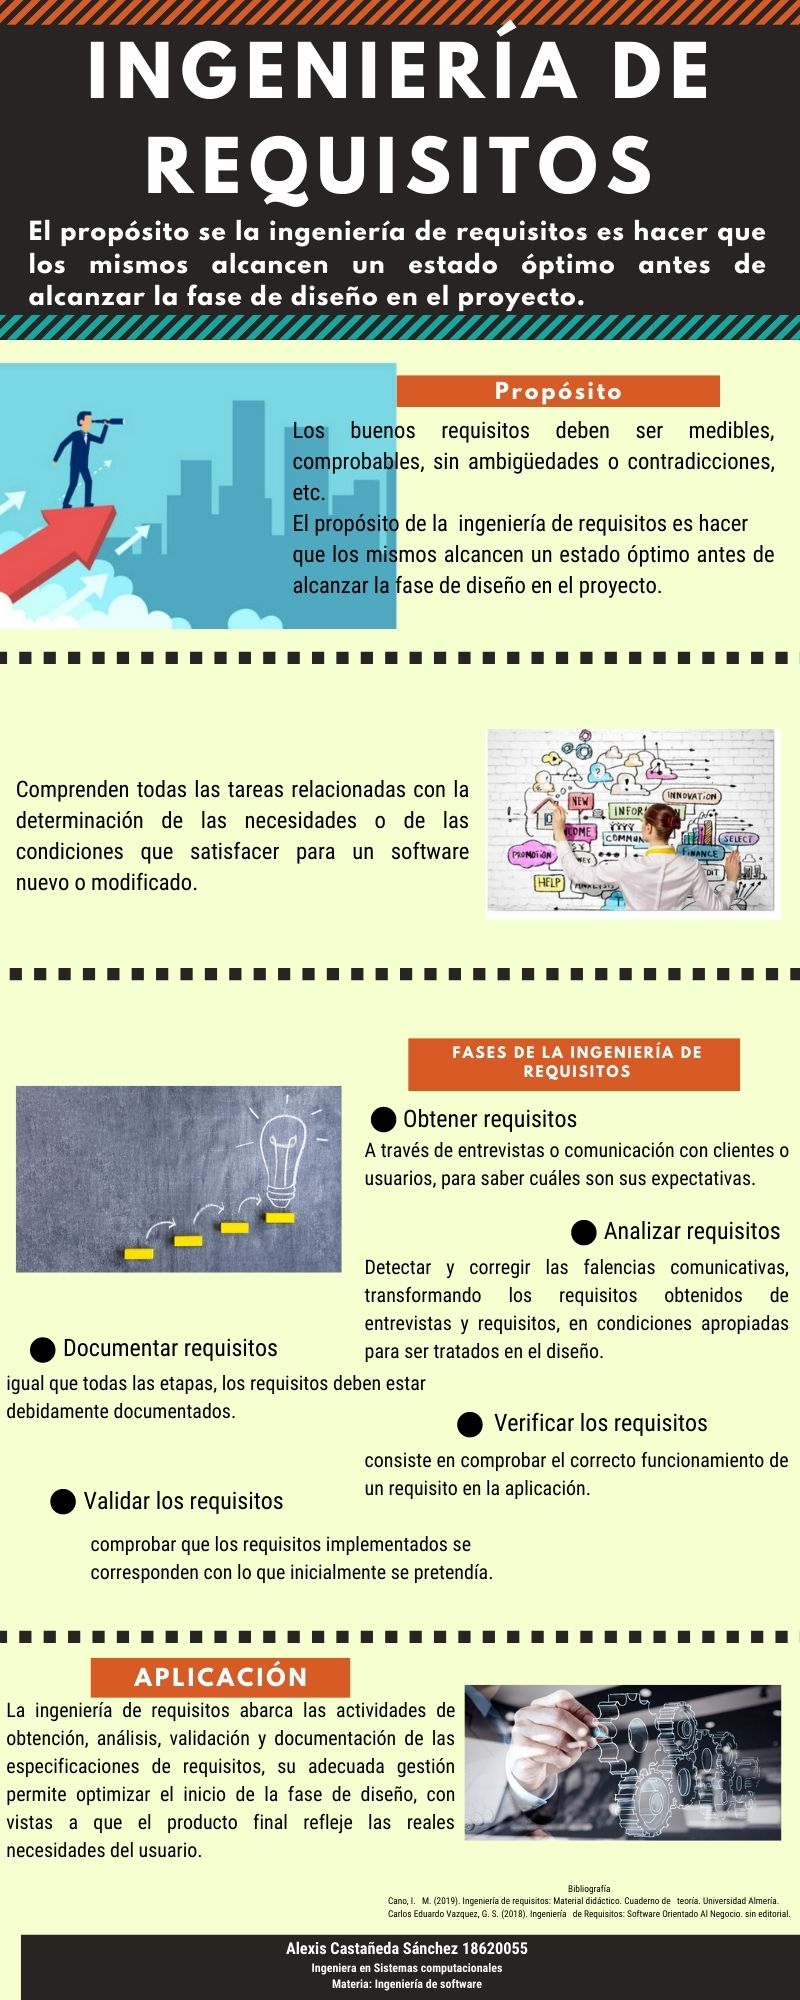 INGENIERÍA DE
REQUISITOS
El propósito se la ingeniería de requisitos es hacer que
los mismos alcancen un estado óptimo antes de
alcanzar la fase de diseño en el proyecto.
Propósito
Los buenos requisitos deben ser medibles,
comprobables, sin ambigüedades o contradicciones,
etc.
El propósito de la ingeniería de requisitos es hacer
que los mismos alcancen un estado óptimo antes de
alcanzar la fase de diseño en el proyecto.
Comprenden todas las tareas relacionadas con la
determinación de las necesidades o de las
condiciones que satisfacer para un software
nuevo o modificado.
NEW
INNOVATION
INFOR
COME
COMMUN
SELECT
PROMOTION
FINANCE
HELP
FASES DE LA INGENIERÍA DE
REQUISITOS
Obtener requisitos
A través de entrevistas o comunicación con clientes o
usuarios, para saber cuáles son sus expectativas.
Analizar requisitos
Detectar y corregir las falencias comunicativas,
transformando los requisitos obtenidos de
entrevistas y requisitos, en condiciones apropiadas
para ser tratados en el diseño.
Documentar requisitos
igual que todas las etapas, los requisitos deben estar
debidamente documentados.
Verificar los requisitos
consiste en comprobar el correcto funcionamiento de
un requisito en la aplicación.
Validar los requisitos
comprobar que los requisitos implementados se
corresponden con lo que inicialmente se pretendía.
APLICACIÓN
La ingeniería de requisitos abarca las actividades de
obtención, análisis, validación y documentación de las
especificaciones de requisitos, su adecuada gestión
permite optimizar el inicio de la fase de diseño, con
vistas a que el producto final refleje las reales
necesidades del usuario.
Bibliografía
Cano, I. M. (2019). Ingeniería de requisitos: Material didáctico. Cuaderno de teoría. Universidad Almería.
Carlos Eduardo Vazquez, G. S. (2018). Ingeniería de Requisitos: Software Orientado Al Negocio. sin editorial.
Alexis Castañeda Sánchez 18620055
Ingeniera en Sistemas computacionales
Materia: Ingeniería de software